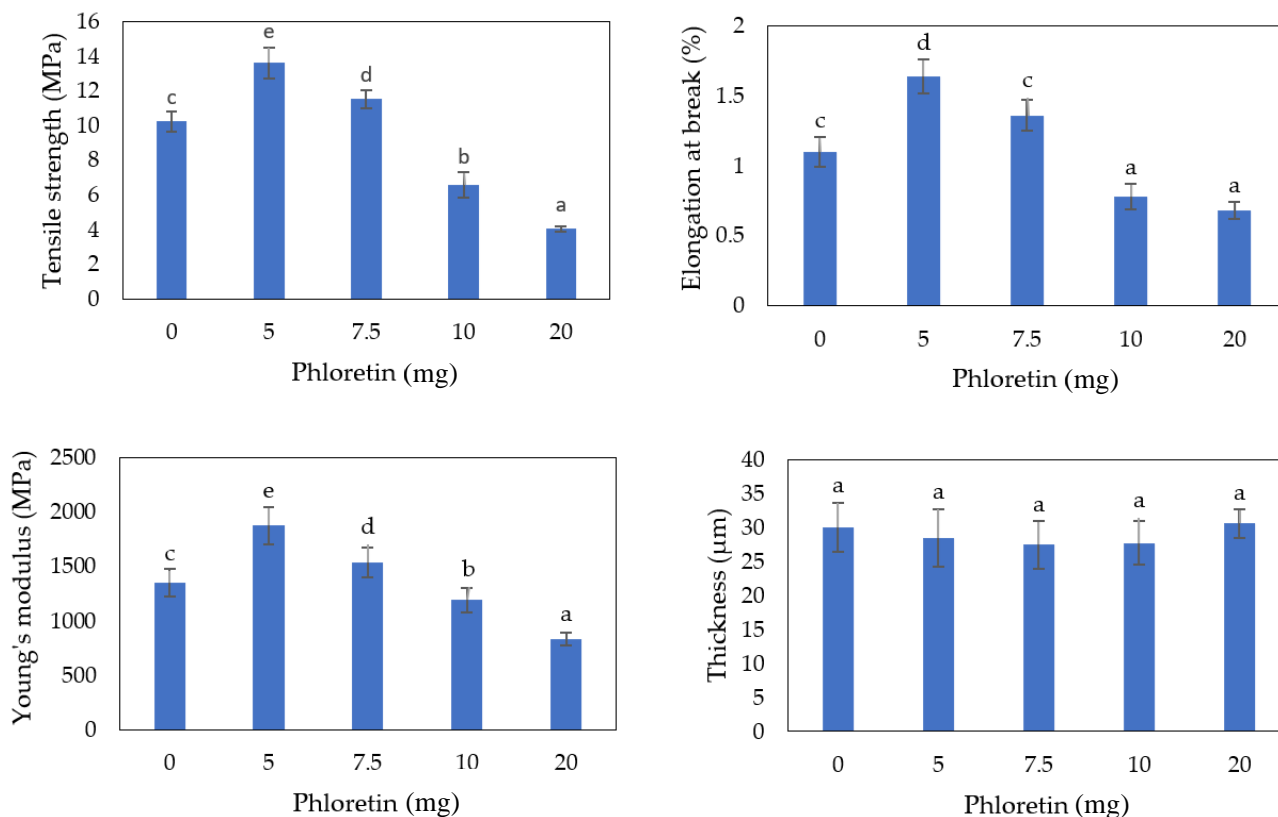 Tensile strength (MPa)
16
14
12
10
8
6
4
2
0
c
e
d
b
a
0 5 7.5 10 20
Phloretin (mg)
Elongation at break (%)
2
1.5
1
0.5
0
c
d
c
a
a
0 5 7.5 10 20
Phloretin (mg)
Young's modulus (MPa)
2500
2000
1500
1000
500
0
c
e
d
b
a
0 5 7.5 10 20
Phloretin (mg)
Thickness (μm)
40
35
30
25
20
15
10
5
0
a a a a a
0 5 7.5 10 20
Phloretin (mg)